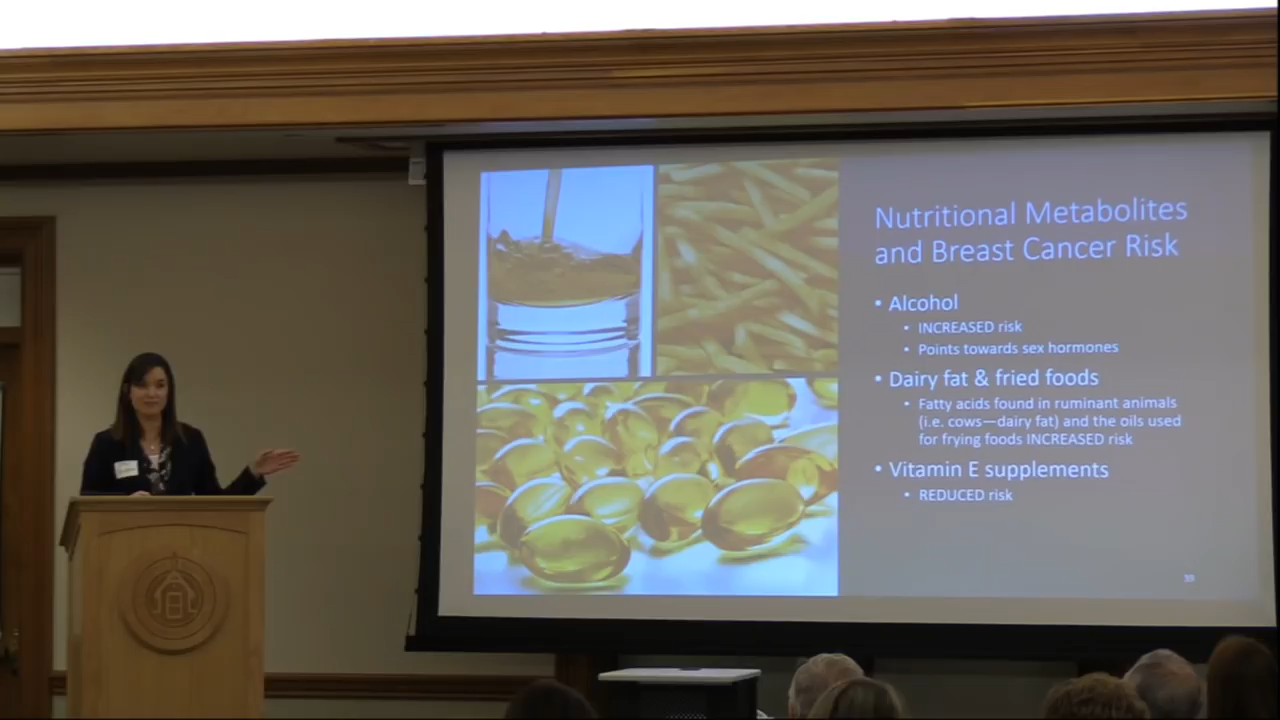 Nutritional Metabolites
and Breast Cancer Risk
• Alcohol
• INCREASED risk
• Points towards sex hormones
• Dairy fat & fried foods
• Fatty acids found in ruminant animals
(i.e. cows—dairy fat) and the oils used
for frying foods INCREASED risk
• Vitamin E supplements
• REDUCED risk
39